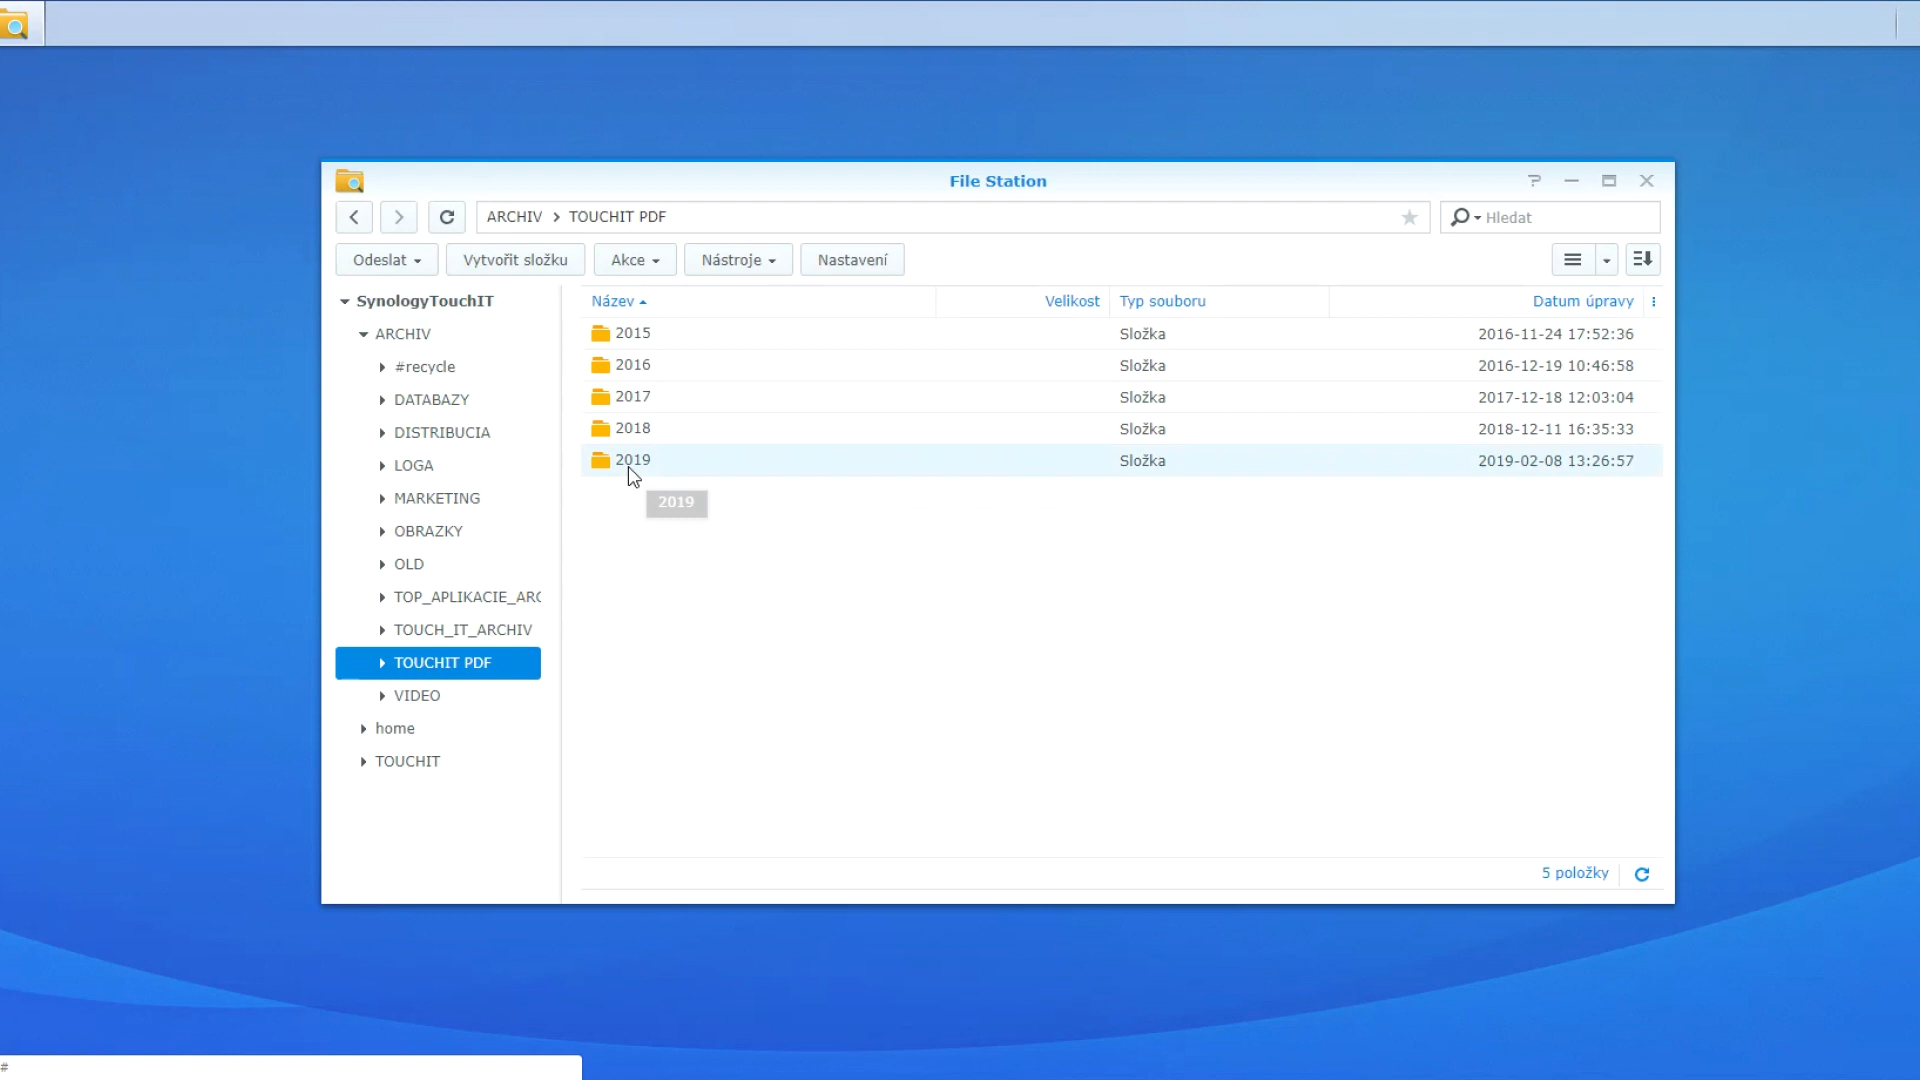 File Station
ARCHIV > TOUCHIT PDF
Hledat
Odeslat
Vytvořit složku
Akce
Nástroje
Nastavení
SynologyTouchIT
ARCHIV
#recycle
DATABAZY
DISTRIBUCIA
LOGA
MARKETING
OBRAZKY
OLD
TOP_APLIKACIE_ARC
TOUCH_IT_ARCHIV
TOUCHIT PDF
VIDEO
home
TOUCHIT
Název Velikost Typ souboru Datum úpravy
2015 Složka 2016-11-24 17:52:36
2016 Složka 2016-12-19 10:46:58
2017 Složka 2017-12-18 12:03:04
2018 Složka 2018-12-11 16:35:33
2019 Složka 2019-02-08 13:26:57
2019
5 položky
#